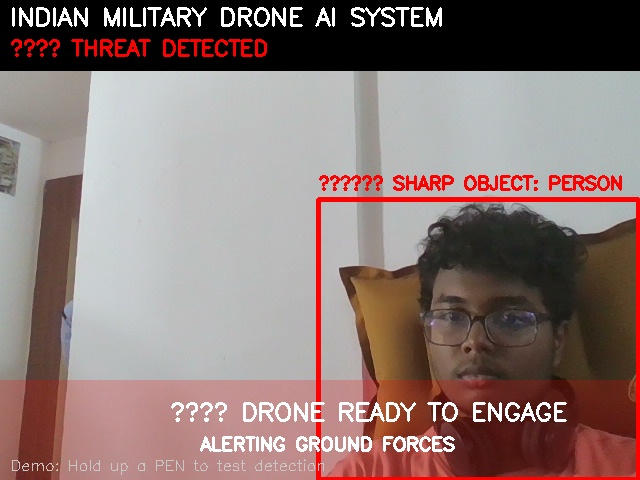 INDIAN MILITARY DRONE AI SYSTEM
???? THREAT DETECTED
?????? SHARP OBJECT: PERSON
???? DRONE READY TO ENGAGE
ALERTING GROUND FORCES
Demo: Hold up a PEN to test detection